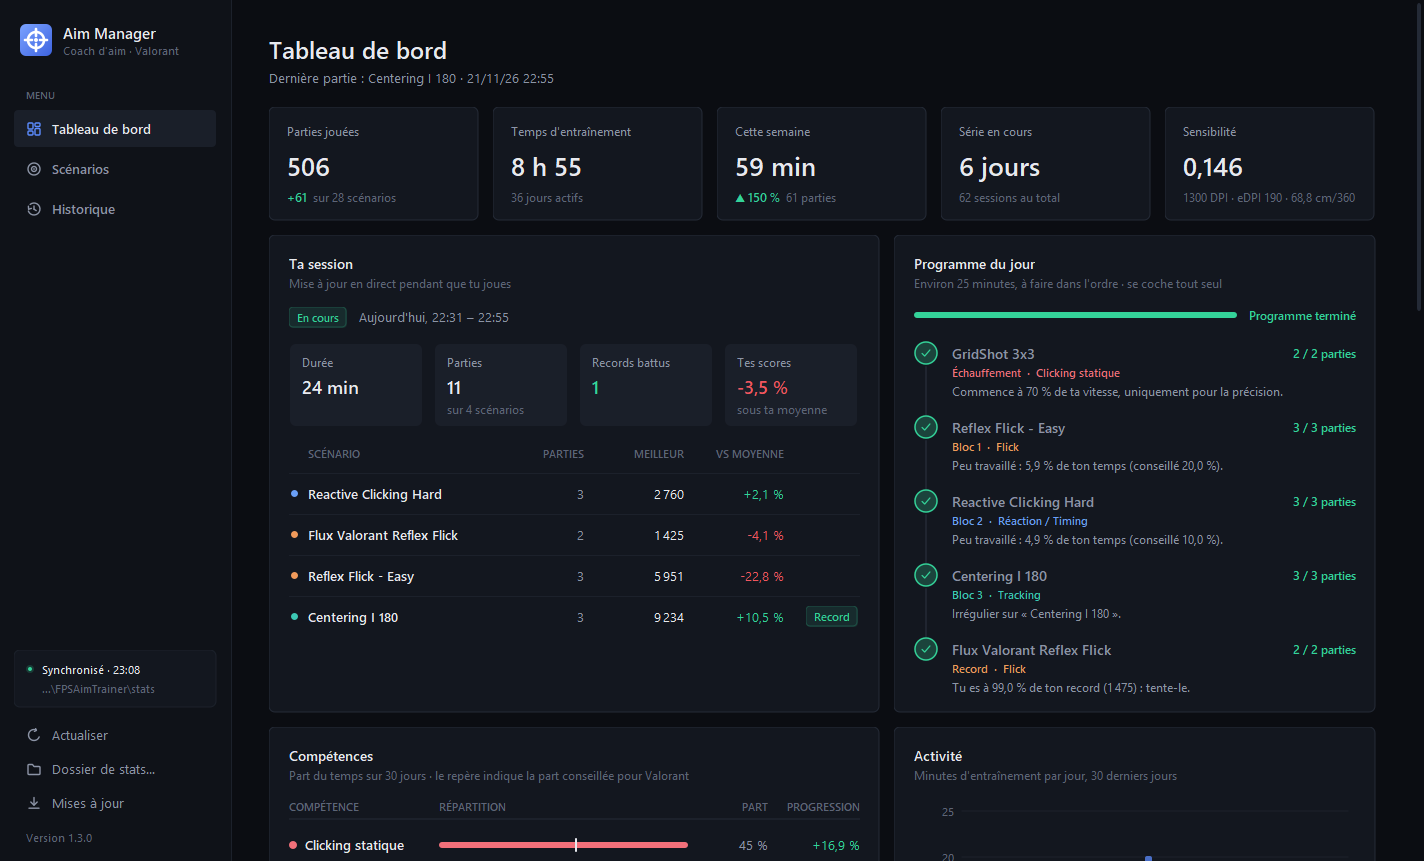 Aim Manager
Coach d'aim · Valorant
MENU
Tableau de bord
Scénarios
Historique
Synchronisé · 23:08
...\FPSAimTrainer\stats
Actualiser
Dossier de stats...
Mises à jour
Version 1.3.0
Tableau de bord
Dernière partie : Centering I 180 · 21/11/26 22:55
Parties jouées
506
+61 sur 28 scénarios
Temps d'entraînement
8 h 55
36 jours actifs
Cette semaine
59 min
▲ 150 % 61 parties
Série en cours
6 jours
62 sessions au total
Sensibilité
0,146
1300 DPI · eDPI 190 · 68,8 cm/360
Ta session
Mise à jour en direct pendant que tu joues
En cours Aujourd'hui, 22:31 – 22:55
Durée
24 min
Parties
11
sur 4 scénarios
Records battus
1
Tes scores
-3,5 %
sous ta moyenne
SCÉNARIO PARTIES MEILLEUR VS MOYENNE
Reactive Clicking Hard 3 2 760 +2,1 %
Flux Valorant Reflex Flick 2 1 425 -4,1 %
Reflex Flick - Easy 3 5 951 -22,8 %
Centering I 180 3 9 234 +10,5 % Record
Programme du jour
Environ 25 minutes, à faire dans l'ordre · se coche tout seul
Programme terminé
GridShot 3x3 2 / 2 parties
Échauffement · Clicking statique
Commence à 70 % de ta vitesse, uniquement pour la précision.
Reflex Flick - Easy 3 / 3 parties
Bloc 1 · Flick
Peu travaillé : 5,9 % de ton temps (conseillé 20,0 %).
Reactive Clicking Hard 3 / 3 parties
Bloc 2 · Réaction / Timing
Peu travaillé : 4,9 % de ton temps (conseillé 10,0 %).
Centering I 180 3 / 3 parties
Bloc 3 · Tracking
Irrégulier sur « Centering I 180 ».
Flux Valorant Reflex Flick 2 / 2 parties
Record · Flick
Tu es à 99,0 % de ton record (1 475) : tente-le.
Compétences
Part du temps sur 30 jours · le repère indique la part conseillée pour Valorant
COMPÉTENCE RÉPARTITION PART PROGRESSION
Clicking statique 45 % +16,9 %
Activité
Minutes d'entraînement par jour, 30 derniers jours
25
20